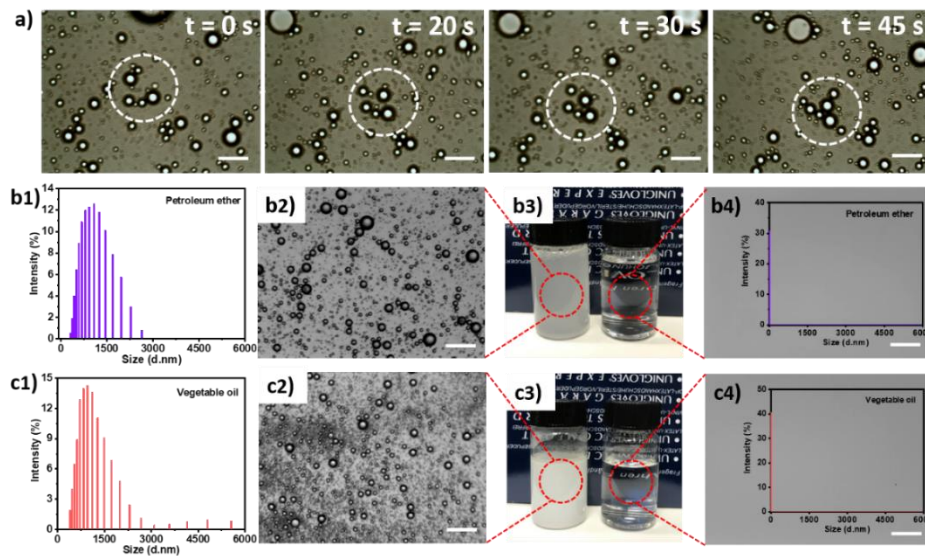 a)
t = 0 s
t = 20 s
t = 30 s
t = 45 s
b1)
Petroleum ether
Intensity (%)
14
12
10
8
6
4
2
0
0 1500 3000 4500 6000
Size (d.nm)
b2)
b3)
UNIGLOVES
b4)
Petroleum ether
Intensity (%)
40
30
20
10
0
0 1500 3000 4500 6000
Size (d.nm)
c1)
Vegetable oil
Intensity (%)
15
12
9
6
3
0
0 1500 3000 4500 6000
Size (d.nm)
c2)
c3)
UNIGLOVES
c4)
Vegetable oil
Intensity (%)
50
40
30
20
10
0
0 1500 3000 4500 6000
Size (d.nm)